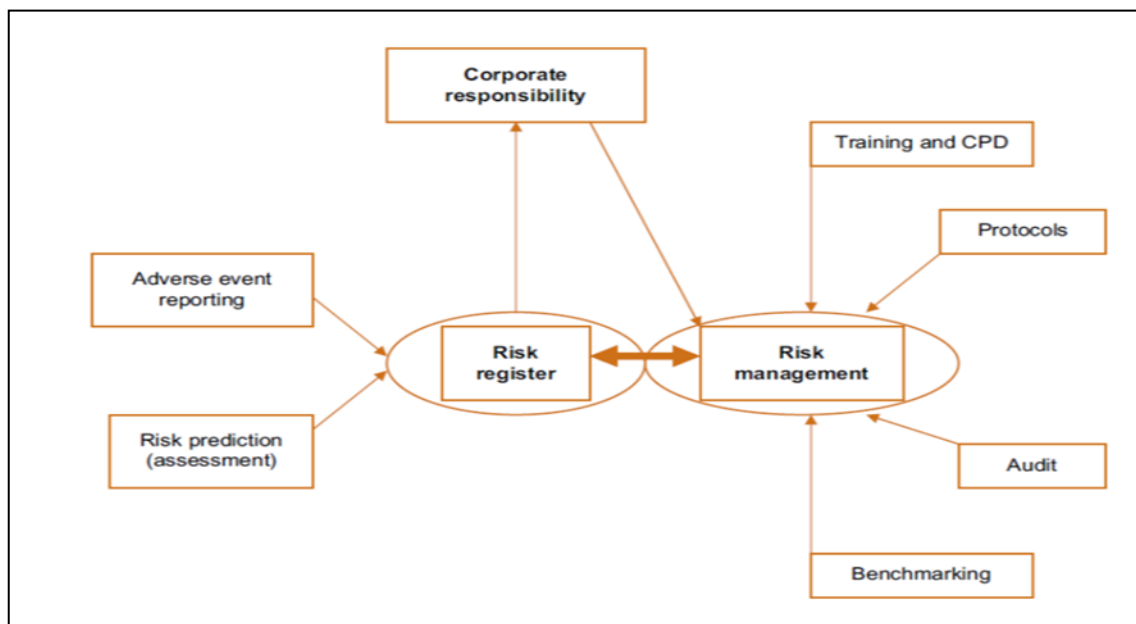 Corporate
responsibility
Training and CPD
Protocols
Adverse event
reporting
Risk
register
Risk
management
Risk prediction
(assessment)
Audit
Benchmarking